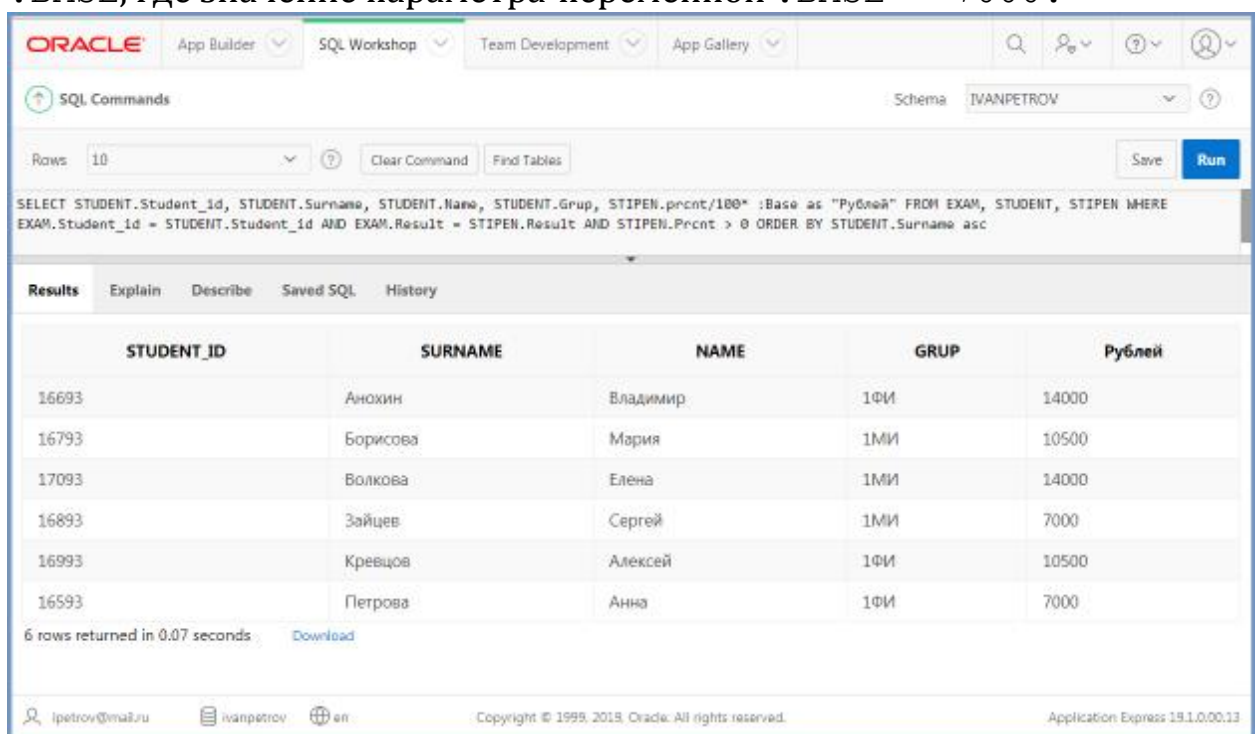 ORACLE App Builder SQL Workshop Team Development App Gallery
SQL Commands Schema IVANPETROV
Rows 10 Clear Command Find Tables Save Run
SELECT STUDENT.Student_id, STUDENT.Surname, STUDENT.Name, STUDENT.Grup, STIPEN.prcnt/100* :Base as "Рублей" FROM EXAM, STUDENT, STIPEN WHERE
EXAM.Student_id = STUDENT.Student_id AND EXAM.Result = STIPEN.Result AND STIPEN.Prcnt > 0 ORDER BY STUDENT.Surname asc
Results Explain Describe Saved SQL History
STUDENT_ID SURNAME NAME GRUP Рублей
16693 Анохин Владимир 1ФИ 14000
16793 Борисова Мария 1МИ 10500
17093 Волкова Елена 1МИ 14000
16893 Зайцев Сергей 1МИ 7000
16993 Кревцов Алексей 1ФИ 10500
16593 Петрова Анна 1ФИ 7000
6 rows returned in 0.07 seconds Download
ipetrov@mail.ru ivanpetrov en Copyright © 1999, 2019, Oracle. All rights reserved. Application Express 19.1.0.00.13